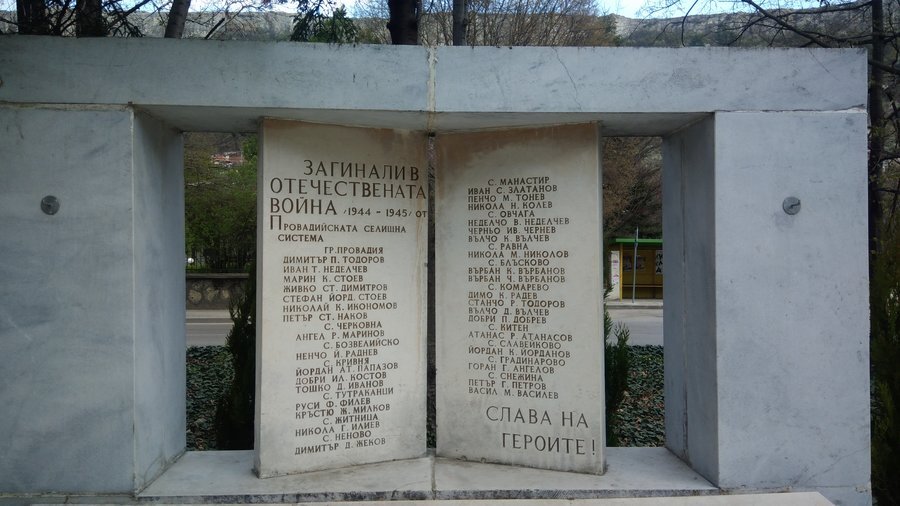 ЗАГИНАЛИ В
ОТЕЧЕСТВЕНАТА
ВОЙНА /1944 - 1945/ ОТ
ПРОВАДИЙСКАТА СЕЛИЩНА
СИСТЕМА
ГР. ПРОВАДИЯ
ДИМИТЪР П. ТОДОРОВ
ИВАН Т. НЕДЕЛЧЕВ
МАРИН К. СТОЕВ
ЖИВКО СТ. ДИМИТРОВ
СТЕФАН ЙОРД. СТОЕВ
НИКОЛАЙ К. ИКОНОМОВ
ПЕТЪР СТ. НАКОВ
С. ЧЕРКОВНА
АНГЕЛ Р. МАРИНОВ
С. БОЗВЕЛИЙСКО
НЕНЧО Й. РАДНЕВ
С. КРИВНЯ
ЙОРДАН АТ. ПАПАЗОВ
ДОБРИ ИЛ. КОСТОВ
ТОШКО Д. ИВАНОВ
С. ТУТРАКАНЦИ
РУСИ Ф. ФИЛЕВ
КРЪСТЮ Ж. МИЛКОВ
С. ЖИТНИЦА
НИКОЛА Г. ИЛИЕВ
С. НЕНОВО
ДИМИТЪР Д. ЖЕКОВ
С. МАНАСТИР
ИВАН С. ЗЛАТАНОВ
ПЕНЧО М. ТОНЕВ
НИКОЛА Н. КОЛЕВ
С. ОВЧАГА
НЕДЕЛЧО В. НЕДЕЛЧЕВ
ЧЕРНЬО ИВ. ЧЕРНЕВ
ВЪЛЧО К. ВЪЛЧЕВ
С. РАВНА
НИКОЛА М. НИКОЛОВ
С. БЛЪСКОВО
ВЪРБАН К. ВЪРБАНОВ
ВЪРБАН Ч. ВЪРБАНОВ
С. КОМАРЕВО
ДИМО К. РАДЕВ
СТАНЧО Р. ТОДОРОВ
ВЪЛЧО Д. ВЪЛЧЕВ
ДОБРИ П. ДОБРЕВ
С. КИТЕН
АТАНАС Р. АТАНАСОВ
С. СЛАВЕЙКОВО
ЙОРДАН К. ЙОРДАНОВ
С. ГРАДИНАРОВО
ГОРАН Г. АНГЕЛОВ
С. СНЕЖИНА
ПЕТЪР Г. ПЕТРОВ
ВАСИЛ М. ВАСИЛЕВ
СЛАВА НА
ГЕРОИТЕ!